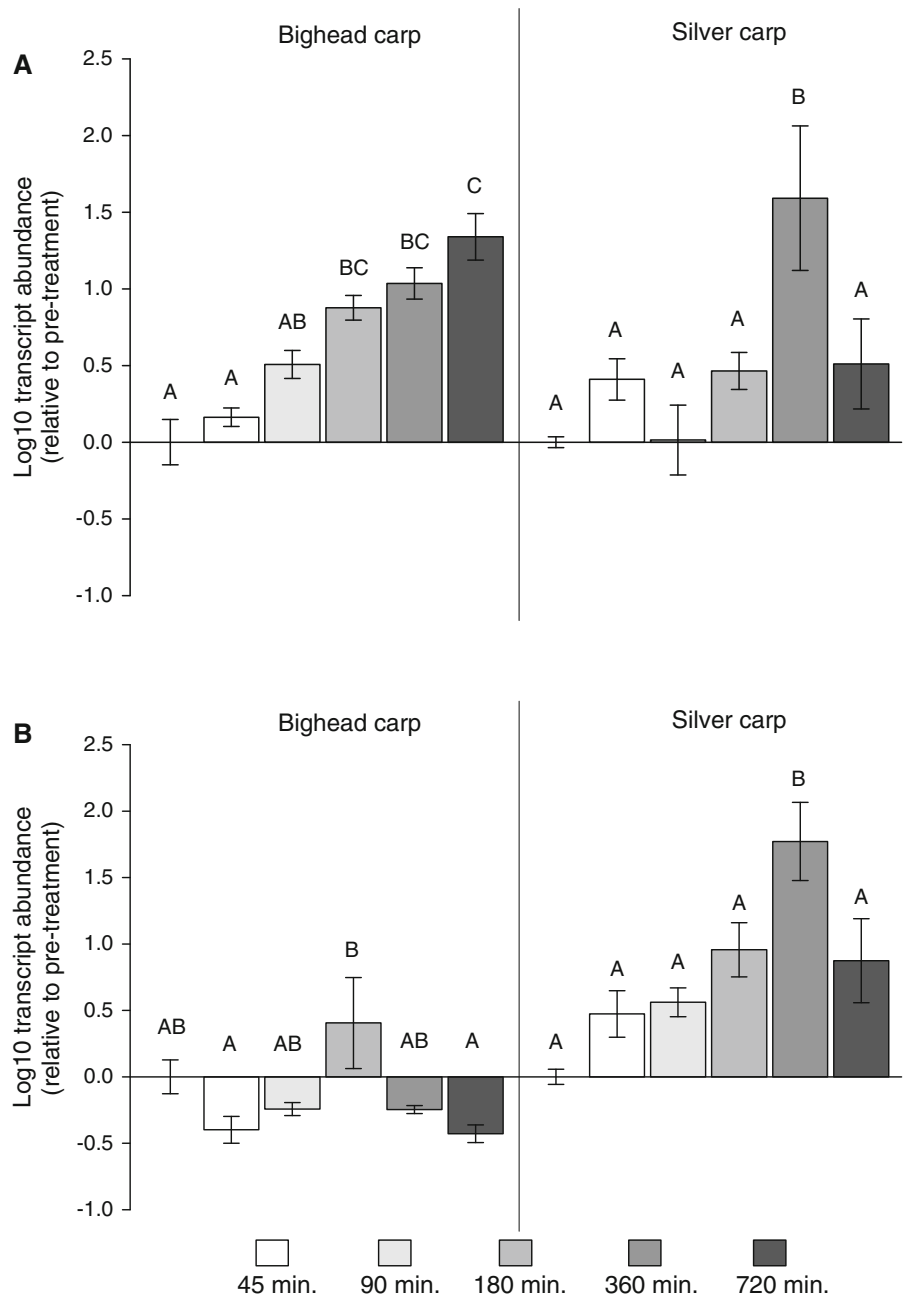 Bighead carp
Silver carp
A
Log10 transcript abundance
(relative to pre-treatment)
2.5
2.0
1.5
1.0
0.5
0.0
-0.5
-1.0
A
A
AB
BC
BC
C
A
A
A
A
B
A
Bighead carp
Silver carp
B
Log10 transcript abundance
(relative to pre-treatment)
2.5
2.0
1.5
1.0
0.5
0.0
-0.5
-1.0
AB
A
AB
B
AB
A
A
A
A
A
B
A
45 min.
90 min.
180 min.
360 min.
720 min.